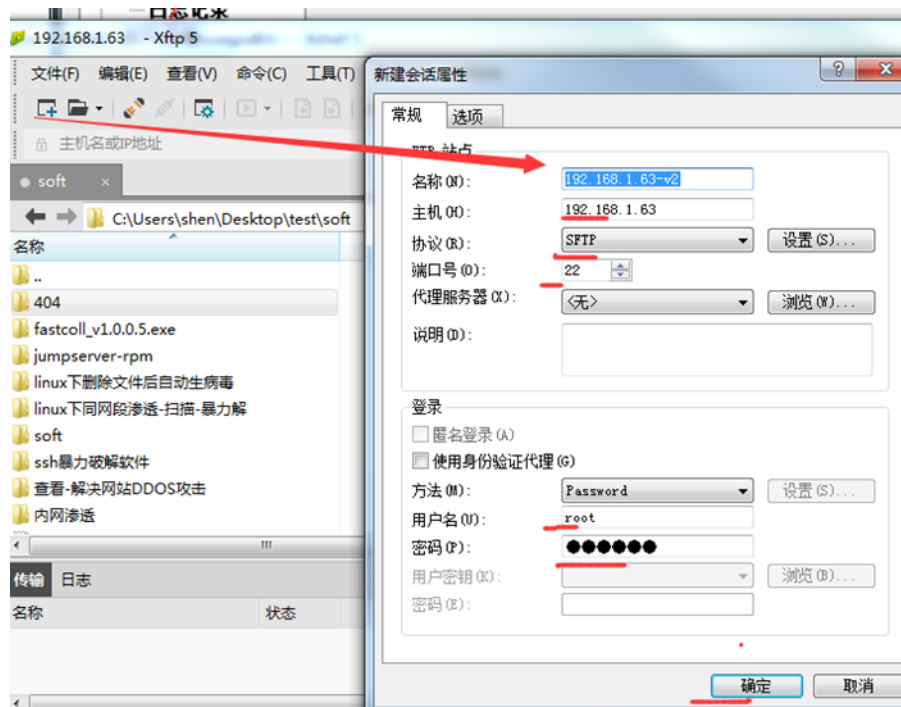 日志记录
192.168.1.63 - Xftp 5
文件(F) 编辑(E) 查看(V) 命令(C) 工具(T)
主机名或IP地址
soft ×
C:\Users\shen\Desktop\test\soft
名称
..
404
fastcoll_v1.0.0.5.exe
jumpserver-rpm
linux下删除文件后自动生病毒
linux下同网段渗透-扫描-暴力解
soft
ssh暴力破解软件
查看-解决网站DDOS攻击
内网渗透
传输 日志
名称 状态
新建会话属性
常规 选项
FTP 站点
名称(N): 192.168.1.63-v2
主机(H): 192.168.1.63
协议(R): SFTP 设置(S)...
端口号(O): 22
代理服务器(X): <无> 浏览(W)...
说明(D):
登录
匿名登录(A)
使用身份验证代理(G)
方法(M): Password 设置(S)...
用户名(U): root
密码(P): ●●●●●●
用户密钥(K): 浏览(B)...
密码(E):
确定 取消